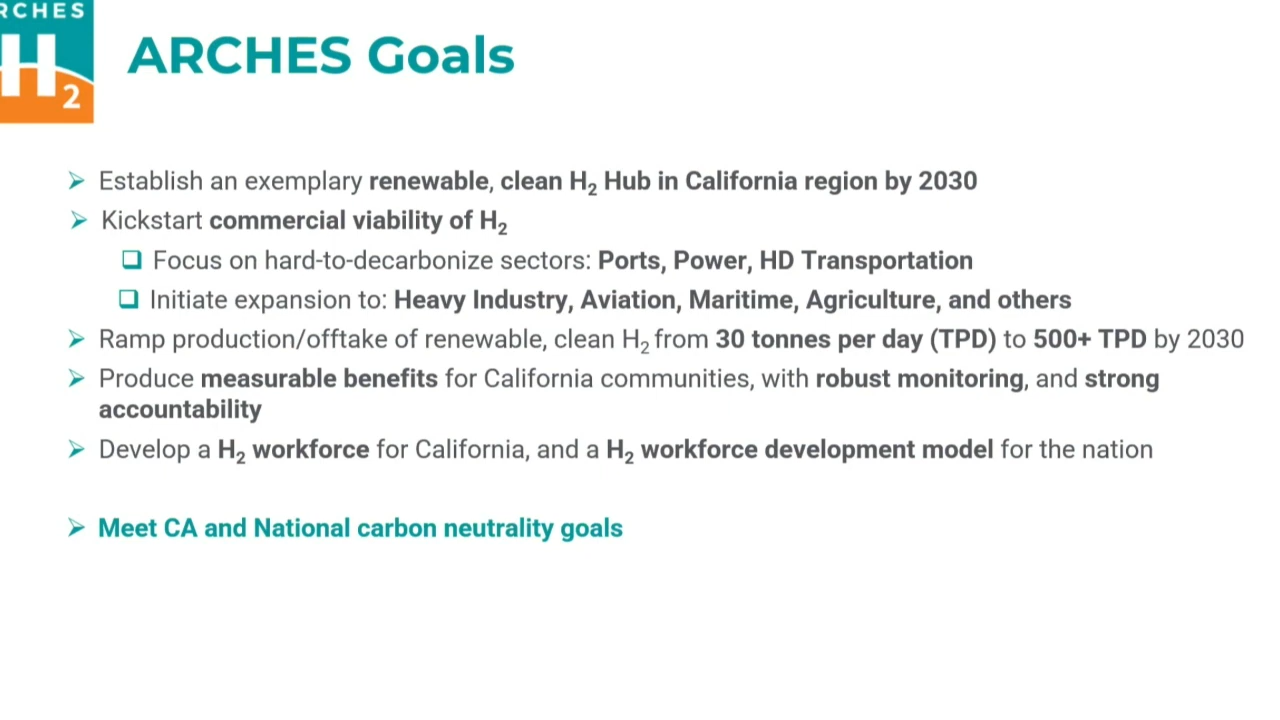 RCHES
H2
ARCHES Goals
➢ Establish an exemplary renewable, clean H₂ Hub in California region by 2030
➢ Kickstart commercial viability of H₂
❑ Focus on hard-to-decarbonize sectors: Ports, Power, HD Transportation
❑ Initiate expansion to: Heavy Industry, Aviation, Maritime, Agriculture, and others
➢ Ramp production/offtake of renewable, clean H₂ from 30 tonnes per day (TPD) to 500+ TPD by 2030
➢ Produce measurable benefits for California communities, with robust monitoring, and strong
accountability
➢ Develop a H₂ workforce for California, and a H₂ workforce development model for the nation
➢ Meet CA and National carbon neutrality goals